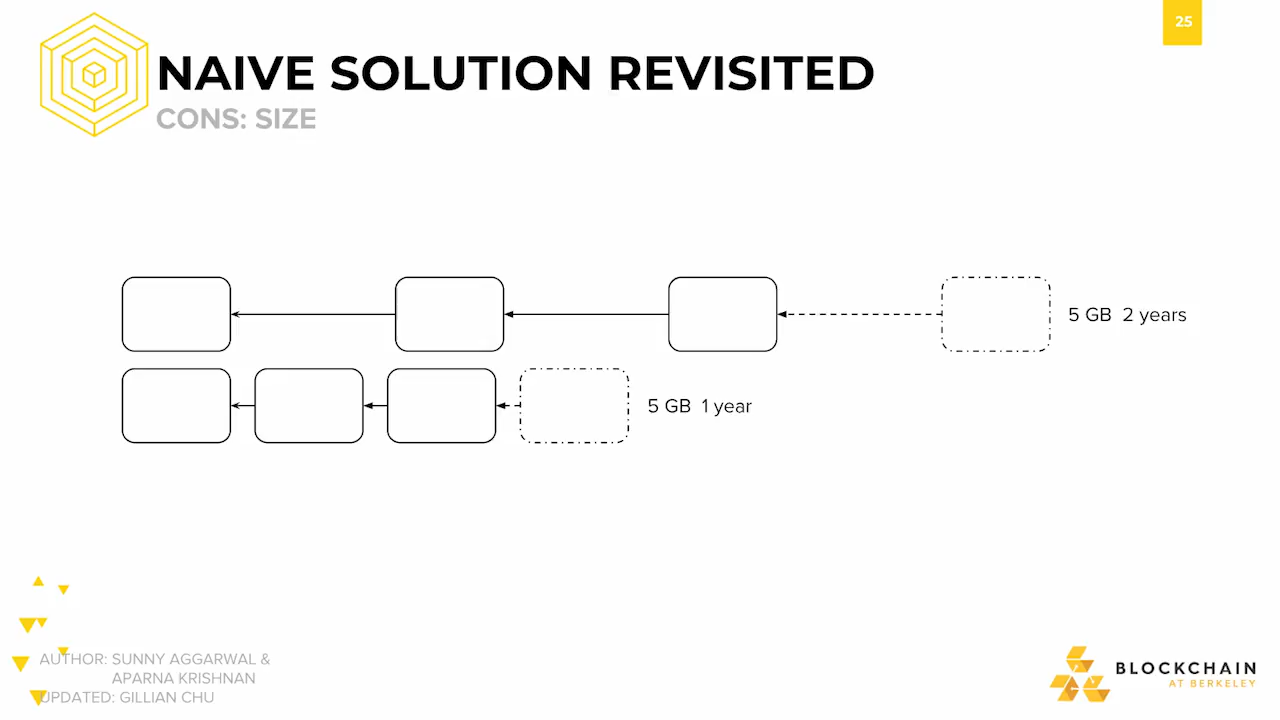 25
NAIVE SOLUTION REVISITED
CONS: SIZE
5 GB 2 years
5 GB 1 year
AUTHOR: SUNNY AGGARWAL &
APARNA KRISHNAN
UPDATED: GILLIAN CHU
BLOCKCHAIN
AT BERKELEY